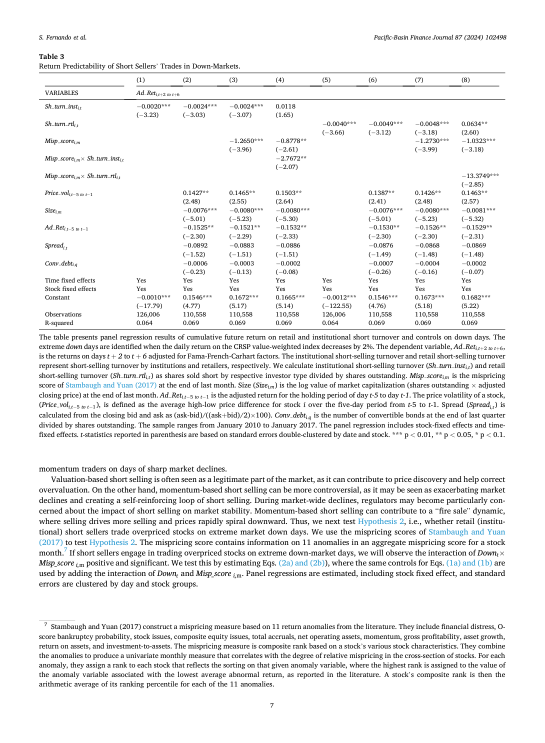 S. Fernando et al.
Pacific-Basin Finance Journal 87 (2024) 102498
Table 3
Return Predictability of Short Sellers' Trades in Down-Markets.
(1) (2) (3) (4) (5) (6) (7) (8)
VARIABLES Ad.Ret i,t+2 to t+6
Sh.turn.inst i,t −0.0020*** −0.0024*** −0.0024*** 0.0118
(−3.23) (−3.03) (−3.07) (1.65)
Sh.turn.rtl i,t −0.0040*** −0.0049*** −0.0048*** 0.0634**
(−3.66) (−3.12) (−3.18) (2.60)
Misp.score i,m −1.2650*** −0.8778** −1.2730*** −1.0323***
(−3.96) (−2.61) (−3.99) (−3.18)
Misp.score i,m × Sh.turn.inst i,t −2.7672**
(−2.07)
Misp.score i,m × Sh.turn.rtl i,t −13.3749***
(−2.85)
Price.vol i,t−5 to t−1 0.1427** 0.1465** 0.1503** 0.1387** 0.1426** 0.1463**
(2.48) (2.55) (2.64) (2.41) (2.48) (2.57)
Size i,m −0.0076*** −0.0080*** −0.0080*** −0.0076*** −0.0080*** −0.0081***
(−5.01) (−5.23) (−5.30) (−5.01) (−5.23) (−5.32)
Ad.Ret i,t−5 to t−1 −0.1525** −0.1521** −0.1532** −0.1530** −0.1526** −0.1529**
(−2.30) (−2.29) (−2.33) (−2.30) (−2.30) (−2.31)
Spread i,t −0.0892 −0.0883 −0.0886 −0.0876 −0.0868 −0.0869
(−1.52) (−1.51) (−1.51) (−1.49) (−1.48) (−1.48)
Conv.debt i,q −0.0006 −0.0003 −0.0002 −0.0007 −0.0004 −0.0002
(−0.23) (−0.13) (−0.08) (−0.26) (−0.16) (−0.07)
Time fixed effects Yes Yes Yes Yes Yes Yes Yes Yes
Stock fixed effects Yes Yes Yes Yes Yes Yes Yes Yes
Constant −0.0010*** 0.1546*** 0.1672*** 0.1665*** −0.0012*** 0.1546*** 0.1673*** 0.1682***
(−17.79) (4.77) (5.17) (5.14) (−122.55) (4.76) (5.18) (5.22)
Observations 126,006 110,558 110,558 110,558 126,006 110,558 110,558 110,558
R-squared 0.064 0.069 0.069 0.069 0.064 0.069 0.069 0.069
The table presents panel regression results of cumulative future return on retail and institutional short turnover and controls on down days. The
extreme down days are identified when the daily return on the CRSP value-weighted index decreases by 2%. The dependent variable, Ad.Ret i,t+2 to t+6,
is the returns on days t + 2 to t + 6 adjusted for Fama-French-Carhart factors. The institutional short-selling turnover and retail short-selling turnover
represent short-selling turnover by institutions and retailers, respectively. We calculate institutional short-selling turnover (Sh.turn.inst i,t) and retail
short-selling turnover (Sh.turn.rtl i,t) as shares sold short by respective investor type divided by shares outstanding. Misp.score i,m is the mispricing
score of Stambaugh and Yuan (2017) at the end of last month. Size (Size i,m) is the log value of market capitalization (shares outstanding × adjusted
closing price) at the end of last month. Ad.Ret i,t−5 to t−1 is the adjusted return for the holding period of day t-5 to day t-1. The price volatility of a stock,
(Price.vol i,t−5 to t−1), is defined as the average high-low price difference for stock i over the five-day period from t-5 to t-1. Spread (Spread i,t) is
calculated from the closing bid and ask as (ask-bid)/((ask+bid)/2)×100). Conv.debt i,q is the number of convertible bonds at the end of last quarter
divided by shares outstanding. The sample ranges from January 2010 to January 2017. The panel regression includes stock-fixed effects and time-
fixed effects. t-statistics reported in parenthesis are based on standard errors double-clustered by date and stock. *** p < 0.01, ** p < 0.05, * p < 0.1.
momentum traders on days of sharp market declines.
Valuation-based short selling is often seen as a legitimate part of the market, as it can contribute to price discovery and help correct
overvaluation. On the other hand, momentum-based short selling can be more controversial, as it may be seen as exacerbating market
declines and creating a self-reinforcing loop of short selling. During market-wide declines, regulators may become particularly con-
cerned about the impact of short selling on market stability. Momentum-based short selling can contribute to a "fire sale" dynamic,
where selling drives more selling and prices rapidly spiral downward. Thus, we next test Hypothesis 2, i.e., whether retail (institu-
tional) short sellers trade overpriced stocks on extreme market down days. We use the mispricing scores of Stambaugh and Yuan
(2017) to test Hypothesis 2. The mispricing score contains information on 11 anomalies in an aggregate mispricing score for a stock
month.7 If short sellers engage in trading overpriced stocks on extreme down-market days, we will observe the interaction of Down t×
Misp_score i,m positive and significant. We test this by estimating Eqs. (2a) and (2b)), where the same controls for Eqs. (1a) and (1b) are
used by adding the interaction of Down t and Misp_score i,m. Panel regressions are estimated, including stock fixed effect, and standard
errors are clustered by day and stock groups.
7 Stambaugh and Yuan (2017) construct a mispricing measure based on 11 return anomalies from the literature. They include financial distress, O-
score bankruptcy probability, stock issues, composite equity issues, total accruals, net operating assets, momentum, gross profitability, asset growth,
return on assets, and investment-to-assets. The mispricing measure is composite rank based on a stock's various stock characteristics. They combine
the anomalies to produce a univariate monthly measure that correlates with the degree of relative mispricing in the cross-section of stocks. For each
anomaly, they assign a rank to each stock that reflects the sorting on that given anomaly variable, where the highest rank is assigned to the value of
the anomaly variable associated with the lowest average abnormal return, as reported in the literature. A stock's composite rank is then the
arithmetic average of its ranking percentile for each of the 11 anomalies.
7